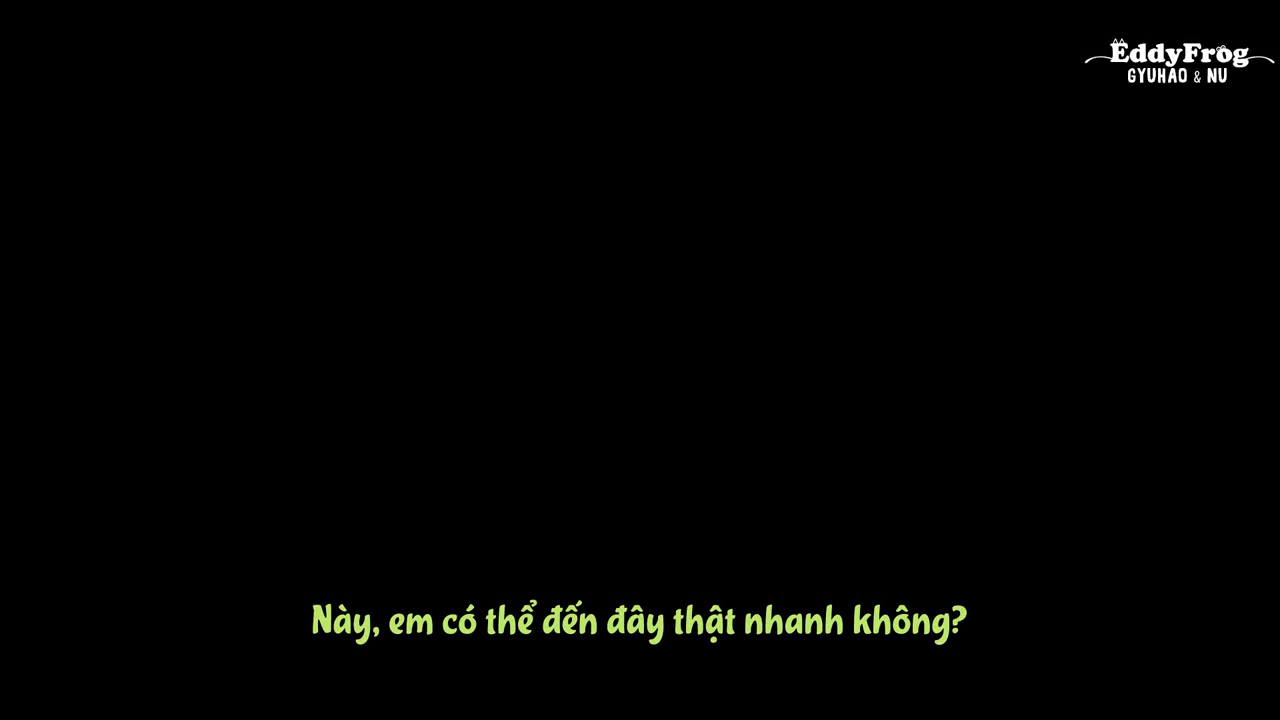 EddyFrog
GYUHAO & NU
Này, em có thể đến đây thật nhanh không?